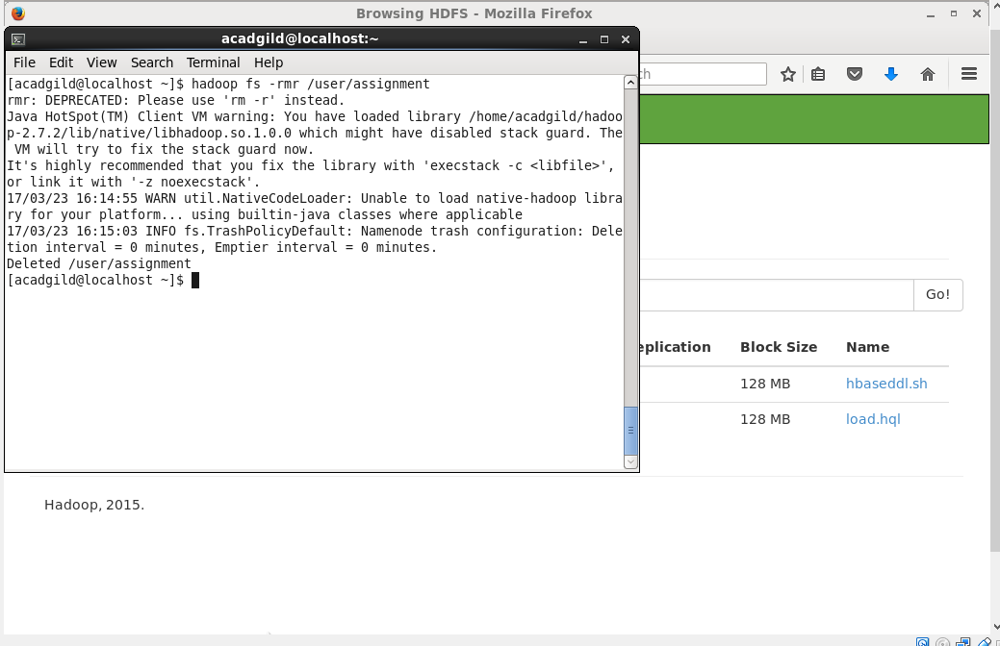 Browsing HDFS - Mozilla Firefox
acadgild@localhost:~
File Edit View Search Terminal Help
[acadgild@localhost ~]$ hadoop fs -rmr /user/assignment
rmr: DEPRECATED: Please use 'rm -r' instead.
Java HotSpot(TM) Client VM warning: You have loaded library /home/acadgild/hadoo
p-2.7.2/lib/native/libhadoop.so.1.0.0 which might have disabled stack guard. The
VM will try to fix the stack guard now.
It's highly recommended that you fix the library with 'execstack -c <libfile>',
or link it with '-z noexecstack'.
17/03/23 16:14:55 WARN util.NativeCodeLoader: Unable to load native-hadoop libra
ry for your platform... using builtin-java classes where applicable
17/03/23 16:15:03 INFO fs.TrashPolicyDefault: Namenode trash configuration: Dele
tion interval = 0 minutes, Emptier interval = 0 minutes.
Deleted /user/assignment
[acadgild@localhost ~]$
ch
Go!
eplication Block Size Name
128 MB hbaseddl.sh
128 MB load.hql
Hadoop, 2015.